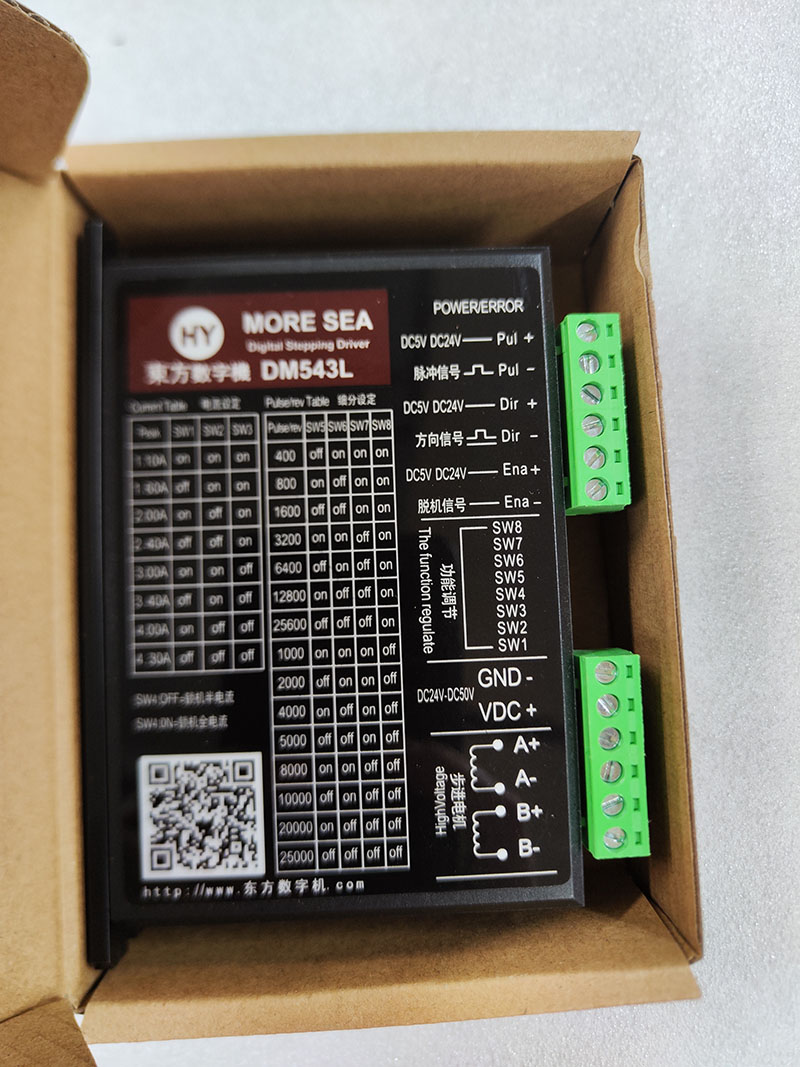 HY MORE SEA
Digital Stepping Driver
東方數字機 DM543L
Current Table 电流设定
Peak SW1 SW2 SW3
1.10A on on on
1.60A off on on
2.00A on off on
2.40A off off on
3.00A on on off
3.40A off on off
4.00A on off off
4.30A off off off
SW4:OFF=
SW4:ON=
Pulse/rev Table 细分设定
Pulse/rev SW5 SW6 SW7 SW8
400 off on on on
800 on off on on
1600 off off on on
3200 on on off on
6400 off on off on
12800 on off off on
25600 off off off on
1000 on on on off
2000 off on on off
4000 on off on off
5000 off off on off
8000 on on off off
10000 off on off off
20000 on off off off
25000 off off off off
http://www.东方数字机.com
POWER/ERROR
DC5V DC24V Pul +
脉冲信号 Pul -
DC5V DC24V Dir +
方向信号 Dir -
DC5V DC24V Ena +
脱机信号 Ena -
功能调节
The function regulate
SW8
SW7
SW6
SW5
SW4
SW3
SW2
SW1
DC24V-DC50V
GND -
VDC +
步进电机
HighVoltage
A+
A-
B+
B-